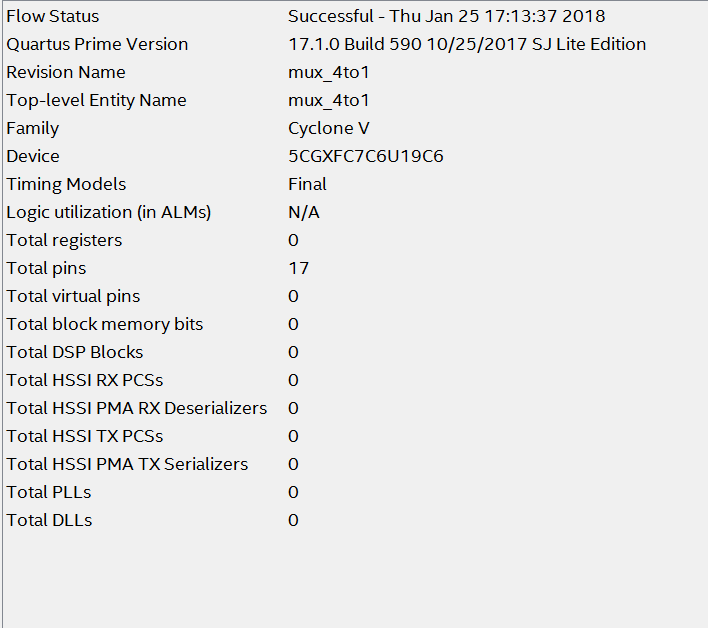 Flow Status Successful - Thu Jan 25 17:13:37 2018
Quartus Prime Version 17.1.0 Build 590 10/25/2017 SJ Lite Edition
Revision Name mux_4to1
Top-level Entity Name mux_4to1
Family Cyclone V
Device 5CGXFC7C6U19C6
Timing Models Final
Logic utilization (in ALMs) N/A
Total registers 0
Total pins 17
Total virtual pins 0
Total block memory bits 0
Total DSP Blocks 0
Total HSSI RX PCSs 0
Total HSSI PMA RX Deserializers 0
Total HSSI TX PCSs 0
Total HSSI PMA TX Serializers 0
Total PLLs 0
Total DLLs 0